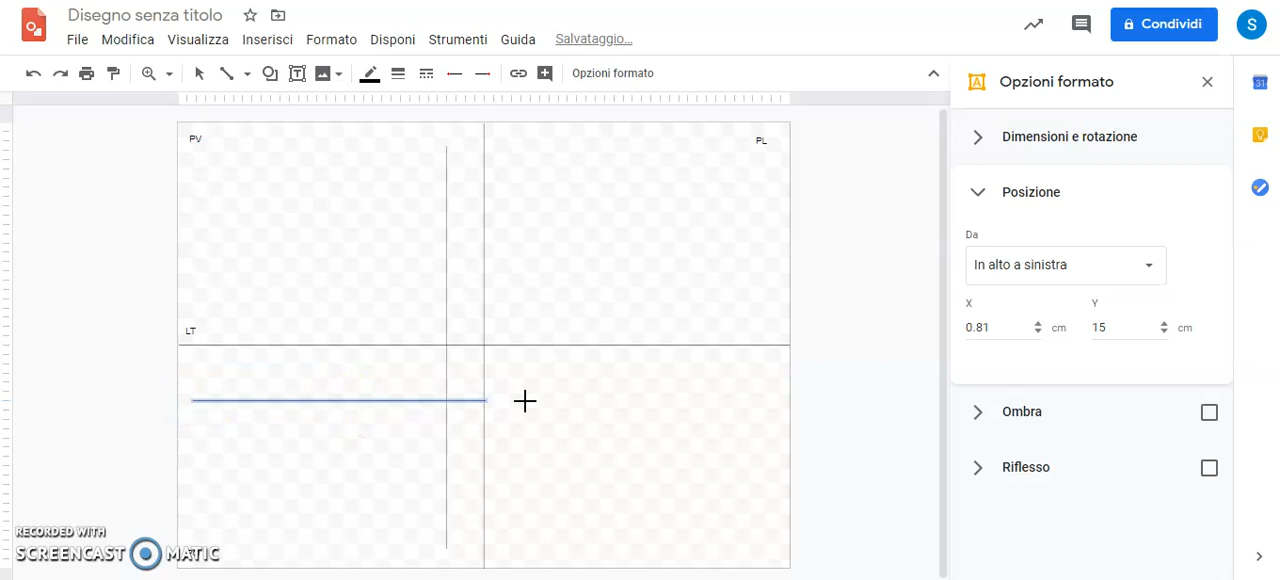 Disegno senza titolo
File Modifica Visualizza Inserisci Formato Disponi Strumenti Guida Salvataggio...
Condividi
S
Opzioni formato
Opzioni formato
Dimensioni e rotazione
Posizione
Da
In alto a sinistra
X Y
0.81 cm 15 cm
Ombra
Riflesso
31
PV PL
LT
RECORDED WITH
SCREENCAST MATIC